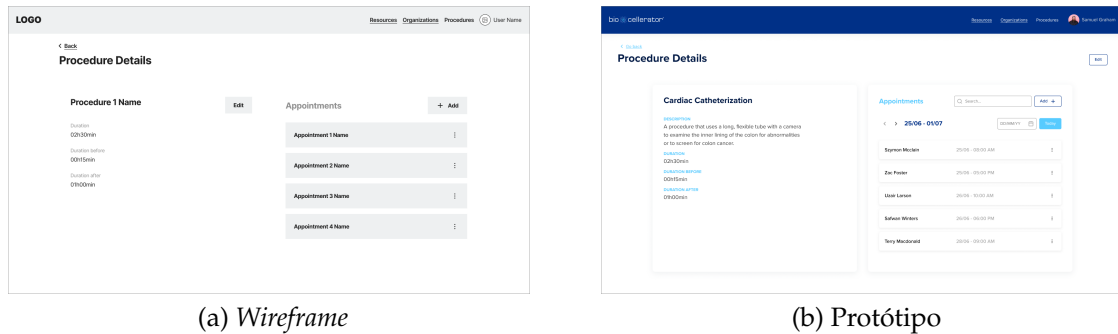 LOGO
Resources Organizations Procedures User Name
< Back
Procedure Details
Procedure 1 Name
Edit
Duration
02h30min
Duration before
00h15min
Duration after
01h00min
Appointments
+ Add
Appointment 1 Name
Appointment 2 Name
Appointment 3 Name
Appointment 4 Name
(a) Wireframe
bio cellerator
Resources Organizations Procedures Samuel Graham
< Go back
Procedure Details
Edit
Cardiac Catheterization
DESCRIPTION
A procedure that uses a long, flexible tube with a camera
to examine the inner lining of the colon for abnormalities
or to screen for colon cancer.
DURATION
02h30min
DURATION BEFORE
00h15min
DURATION AFTER
01h00min
Appointments
Search...
Add +
< > 25/06 - 01/07
DD/MM/YY
Today
Szymon Mcclain 25/06 - 08:00 AM
Zac Foster 25/06 - 05:00 PM
Uzair Larson 26/06 - 10:00 AM
Safwan Winters 26/06 - 06:00 PM
Terry Macdonald 29/06 - 09:00 AM
(b) Protótipo